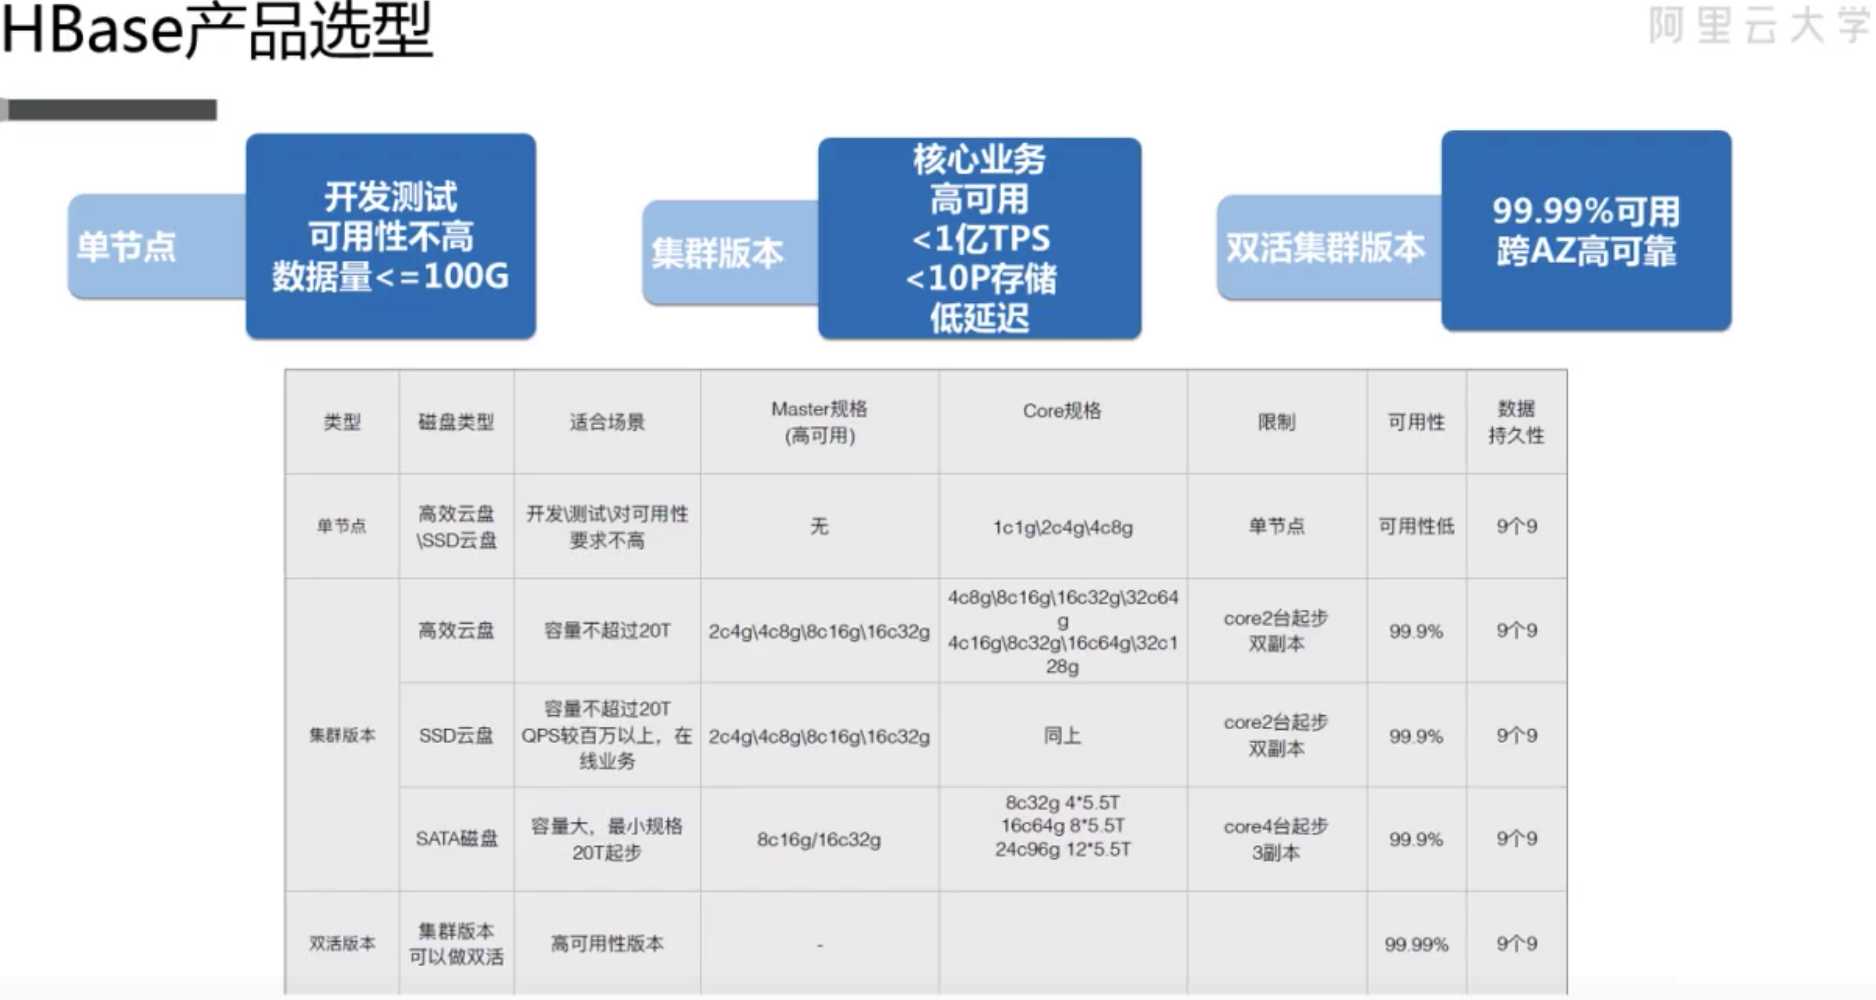 HBase产品选型
阿里云大学
单节点
开发测试
可用性不高
数据量<=100G
集群版本
核心业务
高可用
<1亿TPS
<10P存储
低延迟
双活集群版本
99.99%可用
跨AZ高可靠
类型
磁盘类型
适合场景
Master规格
(高可用)
Core规格
限制
可用性
数据
持久性
单节点
高效云盘
\SSD云盘
开发\测试\对可用性
要求不高
无
1c1g\2c4g\4c8g
单节点
可用性低
9个9
集群版本
高效云盘
容量不超过20T
2c4g\4c8g\8c16g\16c32g
4c8g\8c16g\16c32g\32c64
g
4c16g\8c32g\16c64g\32c1
28g
core2台起步
双副本
99.9%
9个9
SSD云盘
容量不超过20T
QPS较百万以上，在
线业务
2c4g\4c8g\8c16g\16c32g
同上
core2台起步
双副本
99.9%
9个9
SATA磁盘
容量大，最小规格
20T起步
8c16g/16c32g
8c32g 4*5.5T
16c64g 8*5.5T
24c96g 12*5.5T
core4台起步
3副本
99.9%
9个9
双活版本
集群版本
可以做双活
高可用性版本
-
99.99%
9个9